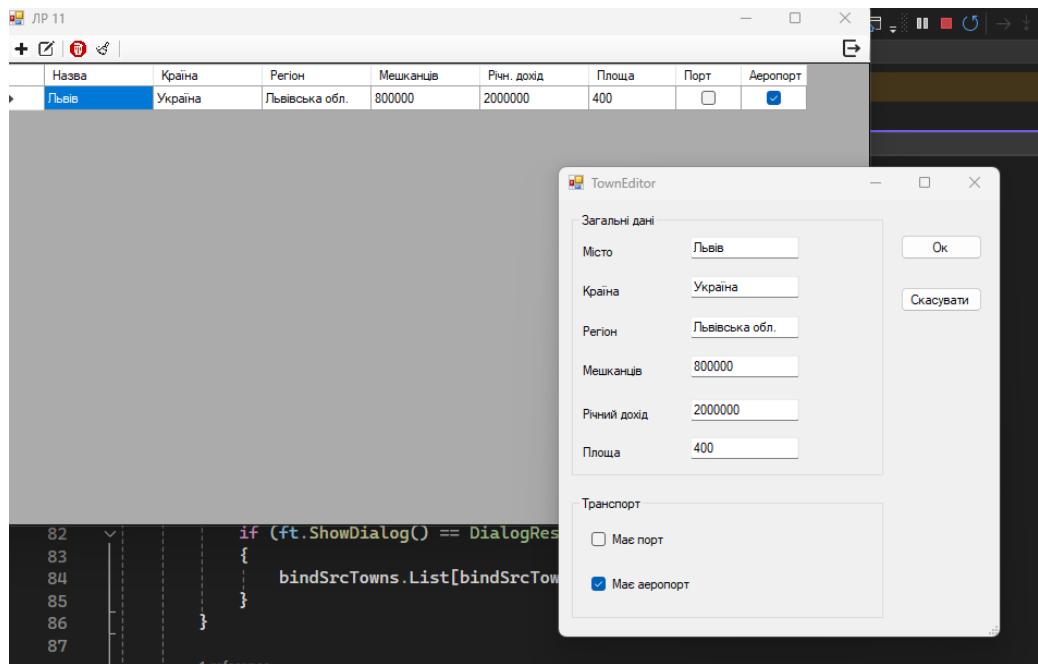 ЛР 11
Назва Країна Регіон Мешканців Річн. дохід Площа Порт Аеропорт
Львів Україна Львівська обл. 800000 2000000 400
TownEditor
Загальні дані
Місто Львів
Країна Україна
Регіон Львівська обл.
Мешканців 800000
Річний дохід 2000000
Площа 400
Ок
Скасувати
Транспорт
Має порт
Має аеропорт
82 if (ft.ShowDialog() == DialogRes
83 {
84 bindSrcTowns.List[bindSrcTow
85 }
86 }
87